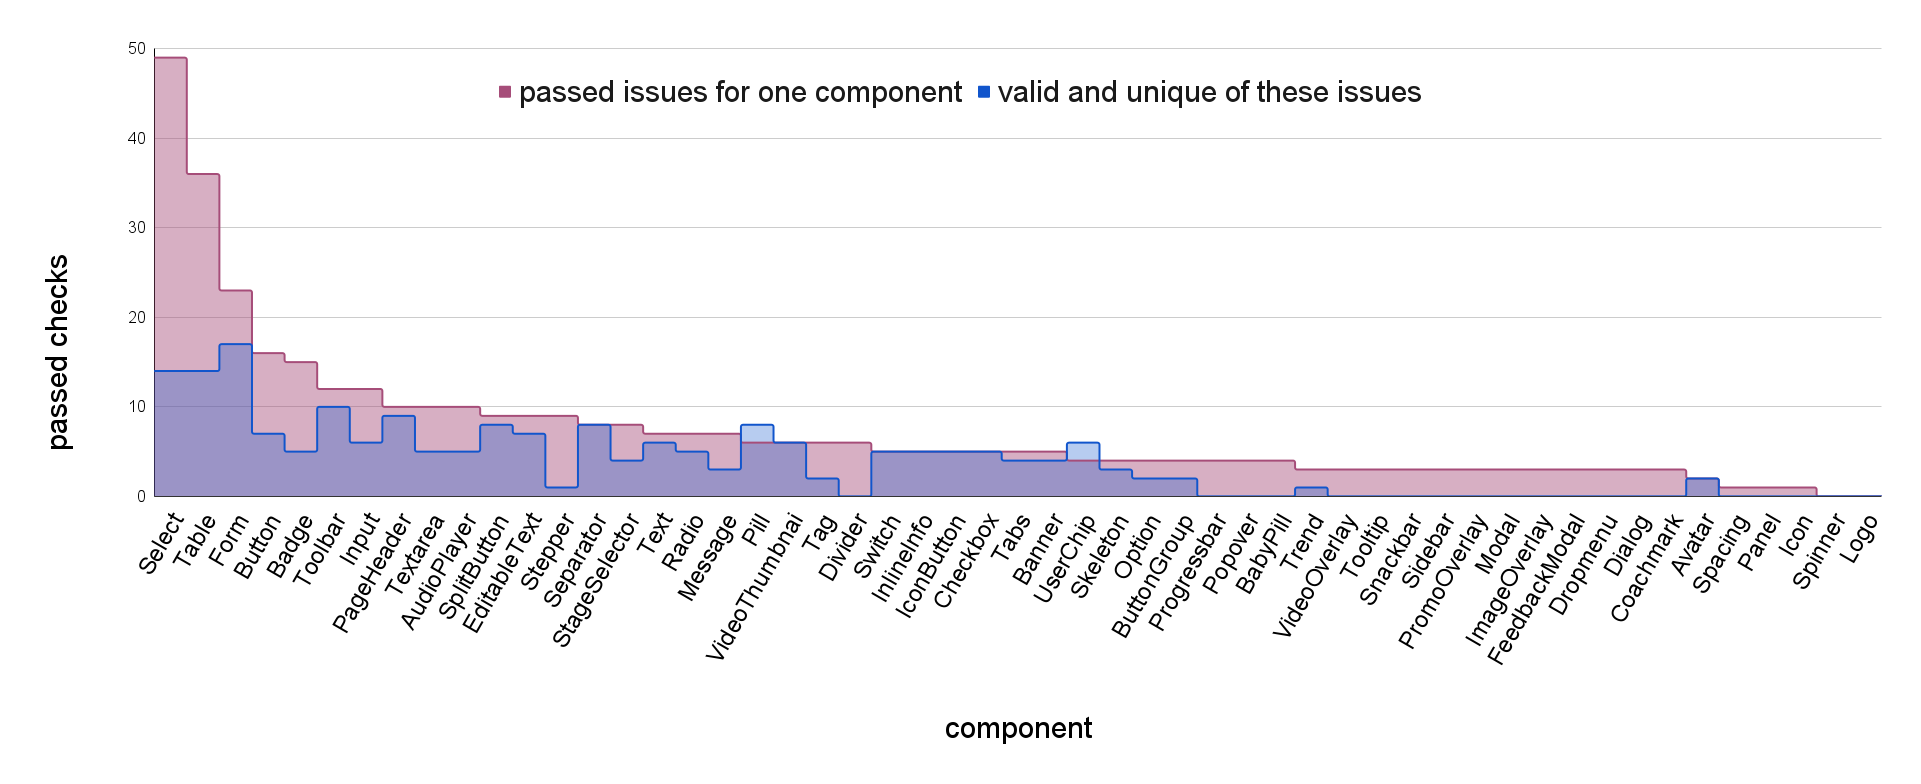 50
passed issues for one component
valid and unique of these issues
40
30
20
10
0
passed checks
Select
Table
Form
Button
Badge
Toolbar
Input
PageHeader
Textarea
AudioPlayer
SplitButton
EditableText
Stepper
Separator
StageSelector
Text
Radio
Message
Pill
VideoThumbnai
Tag
Divider
Switch
InlineInfo
IconButton
Checkbox
Tabs
Banner
UserChip
Skeleton
Option
ButtonGroup
Progressbar
Popover
BabyPill
Trend
VideoOverlay
Tooltip
Snackbar
Sidebar
PromoOverlay
Modal
ImageOverlay
FeedbackModal
Dropmenu
Dialog
Coachmark
Avatar
Spacing
Panel
Icon
Spinner
Logo
component